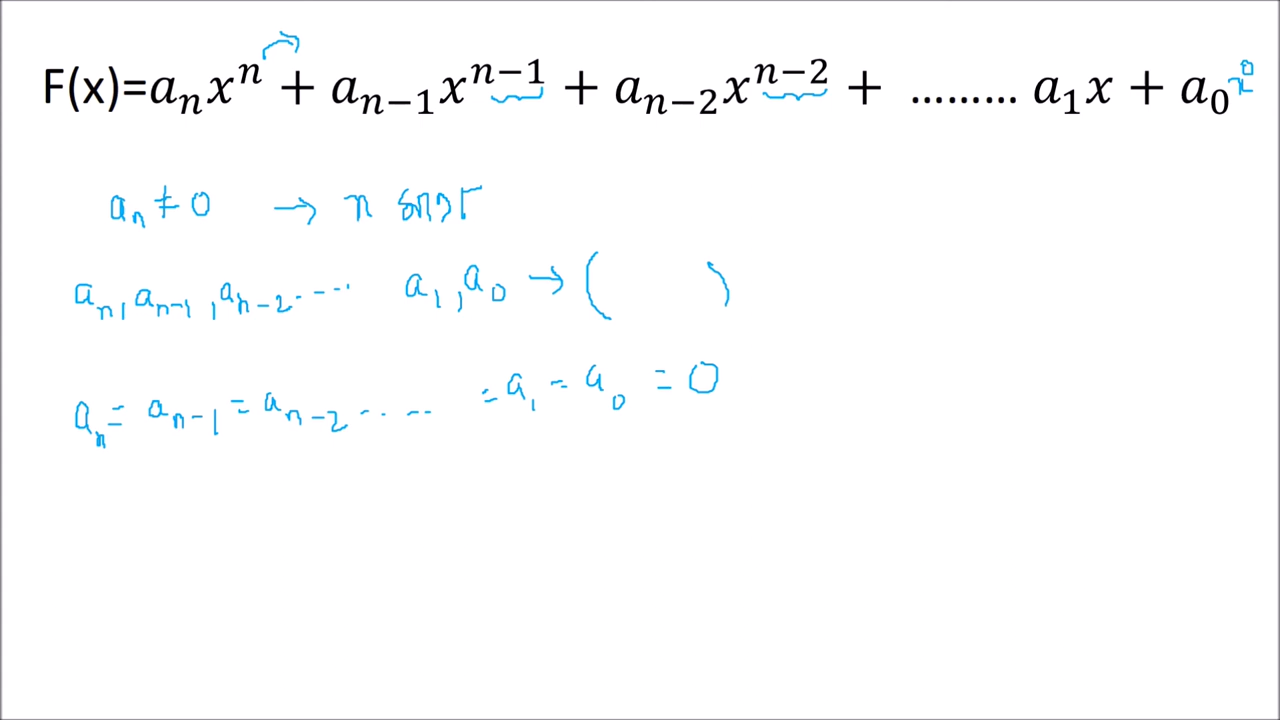 F(x)=aₙxⁿ + aₙ₋₁xⁿ⁻¹ + aₙ₋₂xⁿ⁻² + ……… a₁x + a₀x⁰
aₙ ≠ 0 → n
aₙ, aₙ₋₁, aₙ₋₂..... a₁, a₀ → ( )
aₙ = aₙ₋₁ = aₙ₋₂ ..... = a₁ = a₀ = 0